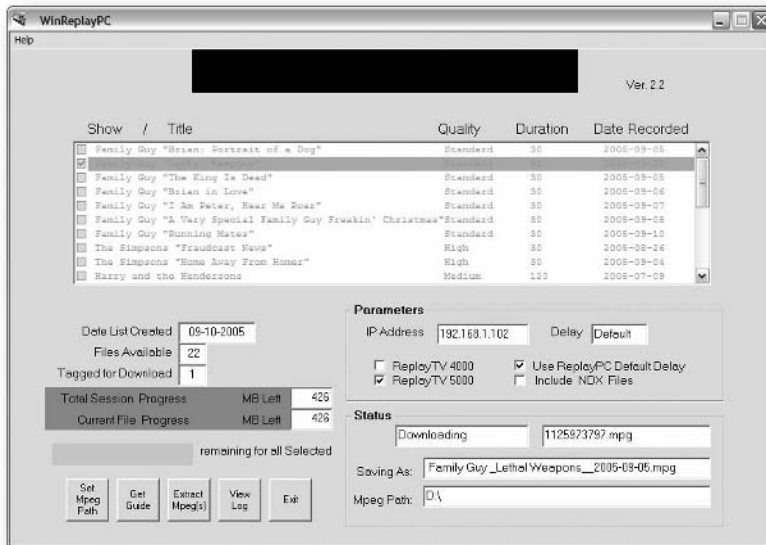 WinReplayPC
Help
Ver. 2.2
Show / Title Quality Duration Date Recorded
Family Guy "Brian: Portrait of a Dog" Standard 30 2005-09-05
Family Guy "Lethal Weapons" Standard 30 2005-09-05
Family Guy "The King Is Dead" Standard 30 2005-09-05
Family Guy "Brian in Love" Standard 30 2005-09-06
Family Guy "I Am Peter, Hear Me Roar" Standard 30 2005-09-07
Family Guy "A Very Special Family Guy Freakin' Christmas" Standard 30 2005-09-08
Family Guy "Running Mates" Standard 30 2005-09-10
The Simpsons "Fraudcast News" High 30 2005-08-26
The Simpsons "Home Away From Homer" High 30 2005-09-04
Harry and the Hendersons Medium 120 2005-07-09
Date List Created 09-10-2005
Files Available 22
Tagged for Download 1
Total Session Progress MB Left 426
Current File Progress MB Left 426
remaining for all Selected
Set Mpeg Path
Get Guide
Extract Mpeg(s)
View Log
Exit
Parameters
IP Address 192.168.1.102 Delay Default
ReplayTV 4000 Use ReplayPC Default Delay
ReplayTV 5000 Include NDX Files
Status
Downloading 1125973797.mpg
Saving As: Family Guy _Lethal Weapons__2005-09-05.mpg
Mpeg Path: D:\